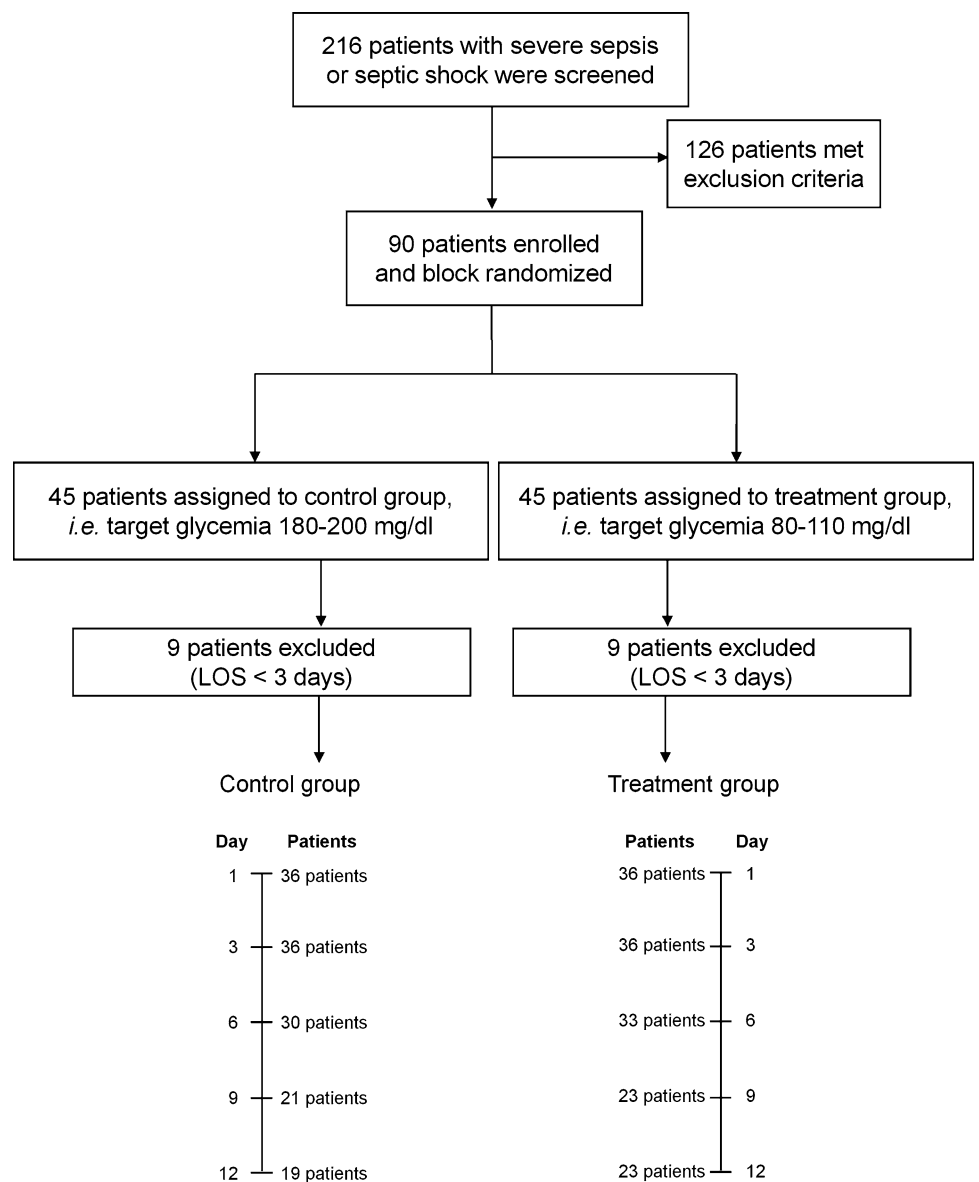 216 patients with severe sepsis
or septic shock were screened
126 patients met
exclusion criteria
90 patients enrolled
and block randomized
45 patients assigned to control group,
i.e. target glycemia 180-200 mg/dl
45 patients assigned to treatment group,
i.e. target glycemia 80-110 mg/dl
9 patients excluded
(LOS < 3 days)
9 patients excluded
(LOS < 3 days)
Control group
Day Patients
1 36 patients
3 36 patients
6 30 patients
9 21 patients
12 19 patients
Treatment group
Patients Day
36 patients 1
36 patients 3
33 patients 6
23 patients 9
23 patients 12